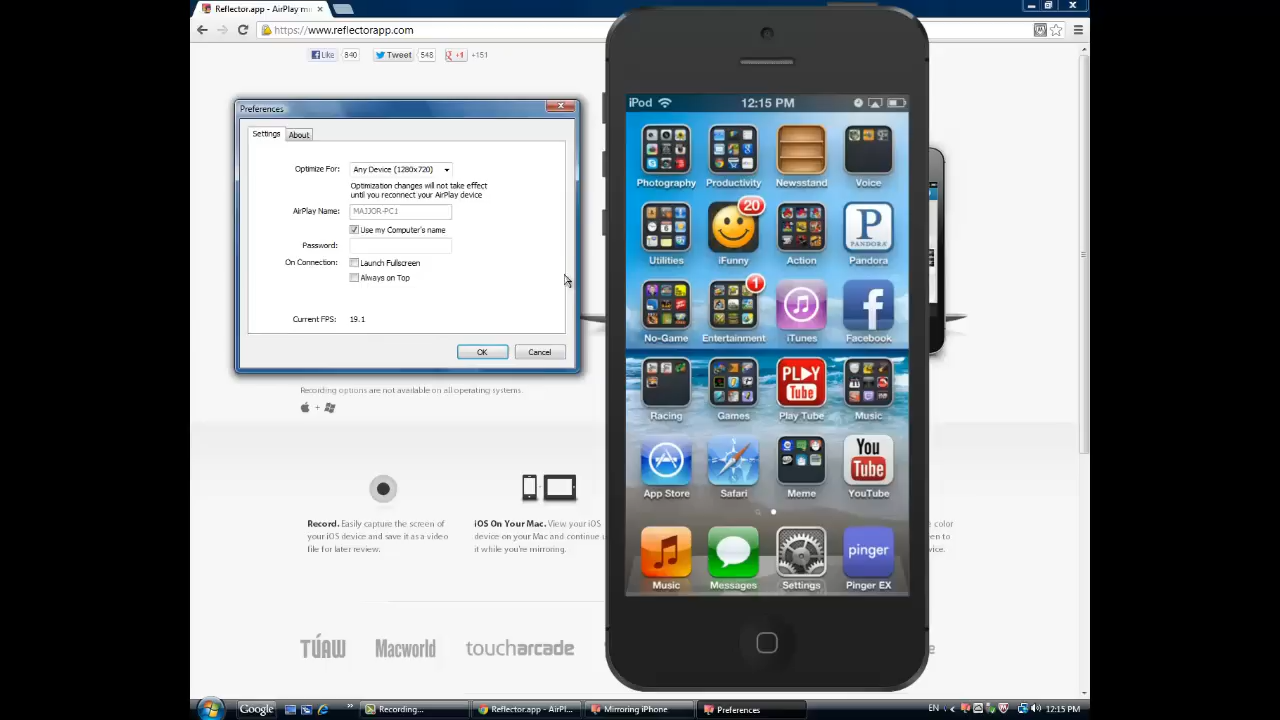 Reflector.app - AirPlay mi
https://www.reflectorapp.com
Like 840 Tweet 548 +1 +151
Preferences
Settings About
Optimize For: Any Device (1280x720)
Optimization changes will not take effect
until you reconnect your AirPlay device
AirPlay Name: MAJJOR-PC1
Use my Computer's name
Password:
On Connection: Launch Fullscreen
Always on Top
Current FPS: 19.1
OK Cancel
Recording options are not available on all operating systems.
+
Record. Easily capture the screen of
your iOS device and save it as a video
file for later review.
iOS On Your Mac. View your iOS
device on your Mac and continue u
it while you're mirroring.
color
een to
vice.
TUAW Macworld toucharcade
iPod 12:15 PM
Photography Productivity Newsstand Voice
20
P
PANDORA
Utilities iFunny Action Pandora
1
No-Game Entertainment iTunes Facebook
PLAY
Tube
Racing Games Play Tube Music
You
Tube
App Store Safari Meme YouTube
pinger
Music Messages Settings Pinger EX
Google Recording... Reflector.app - AirPl... Mirroring iPhone Preferences EN 12:15 PM